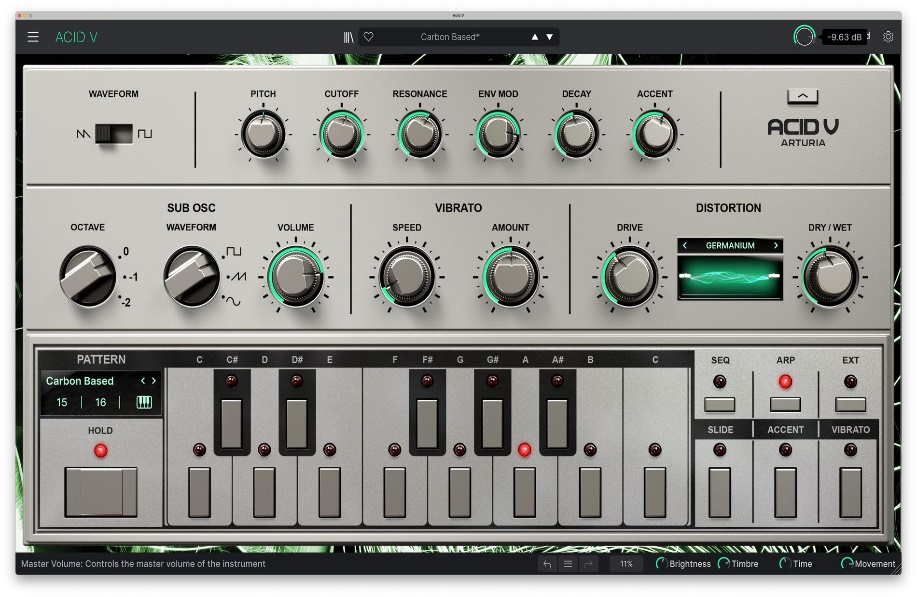 Acid V
ACID V
Carbon Based*
-9.63 dB
WAVEFORM
PITCH CUTOFF RESONANCE ENV MOD DECAY ACCENT
ACID V
ARTURIA
SUB OSC VIBRATO DISTORTION
OCTAVE WAVEFORM VOLUME SPEED AMOUNT DRIVE DRY / WET
GERMANIUM
0
-1
-2
PATTERN
C C# D D# E F F# G G# A A# B C
SEQ ARP EXT
Carbon Based
15 16
HOLD
SLIDE ACCENT VIBRATO
Master Volume: Controls the master volume of the instrument
11%
Brightness Timbre Time Movement